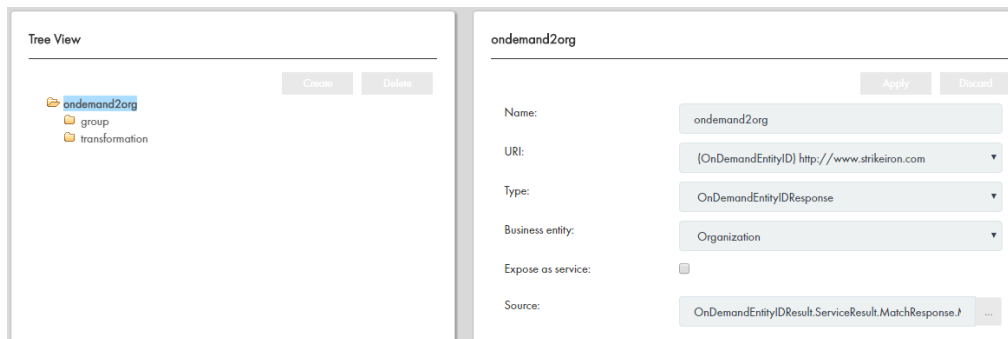 Tree View
Create Delete
ondemand2org
group
transformation
ondemand2org
Apply Discard
Name: ondemand2org
URI: {OnDemandEntityID} http://www.strikeiron.com
Type: OnDemandEntityIDResponse
Business entity: Organization
Expose as service:
Source: OnDemandEntityIDResult.ServiceResult.MatchResponse. ...